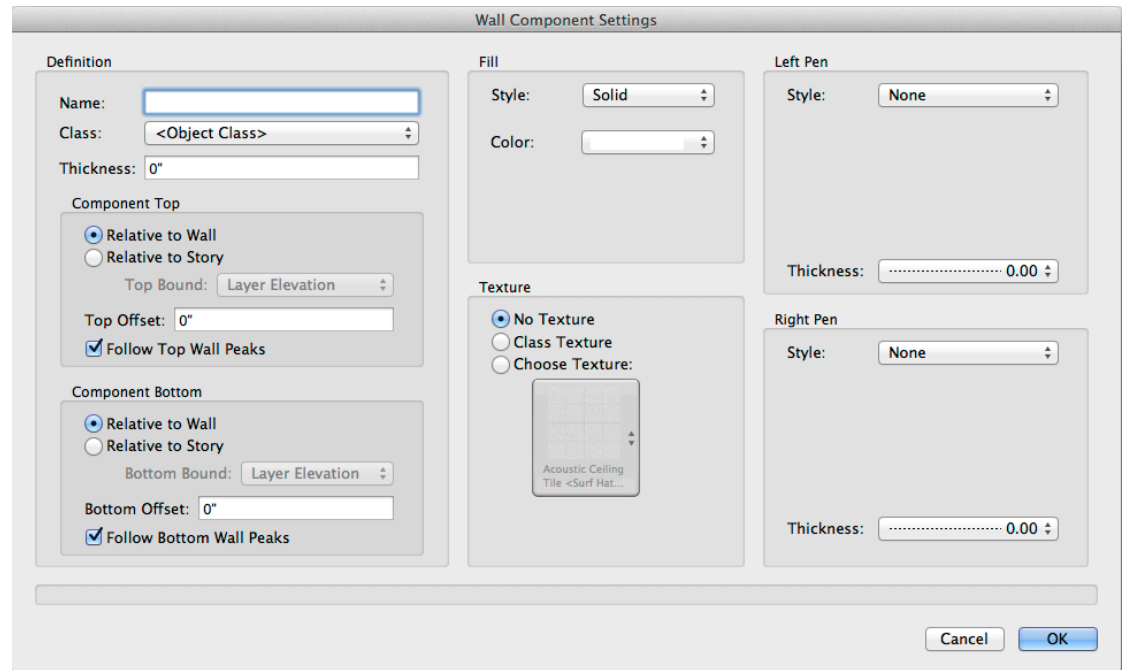 Wall Component Settings
Definition
Name:
Class: <Object Class>
Thickness: 0"
Component Top
Relative to Wall
Relative to Story
Top Bound: Layer Elevation
Top Offset: 0"
Follow Top Wall Peaks
Component Bottom
Relative to Wall
Relative to Story
Bottom Bound: Layer Elevation
Bottom Offset: 0"
Follow Bottom Wall Peaks
Fill
Style: Solid
Color:
Texture
No Texture
Class Texture
Choose Texture:
Acoustic Ceiling
Tile <Surf Hat...
Left Pen
Style: None
Thickness: 0.00
Right Pen
Style: None
Thickness: 0.00
Cancel OK